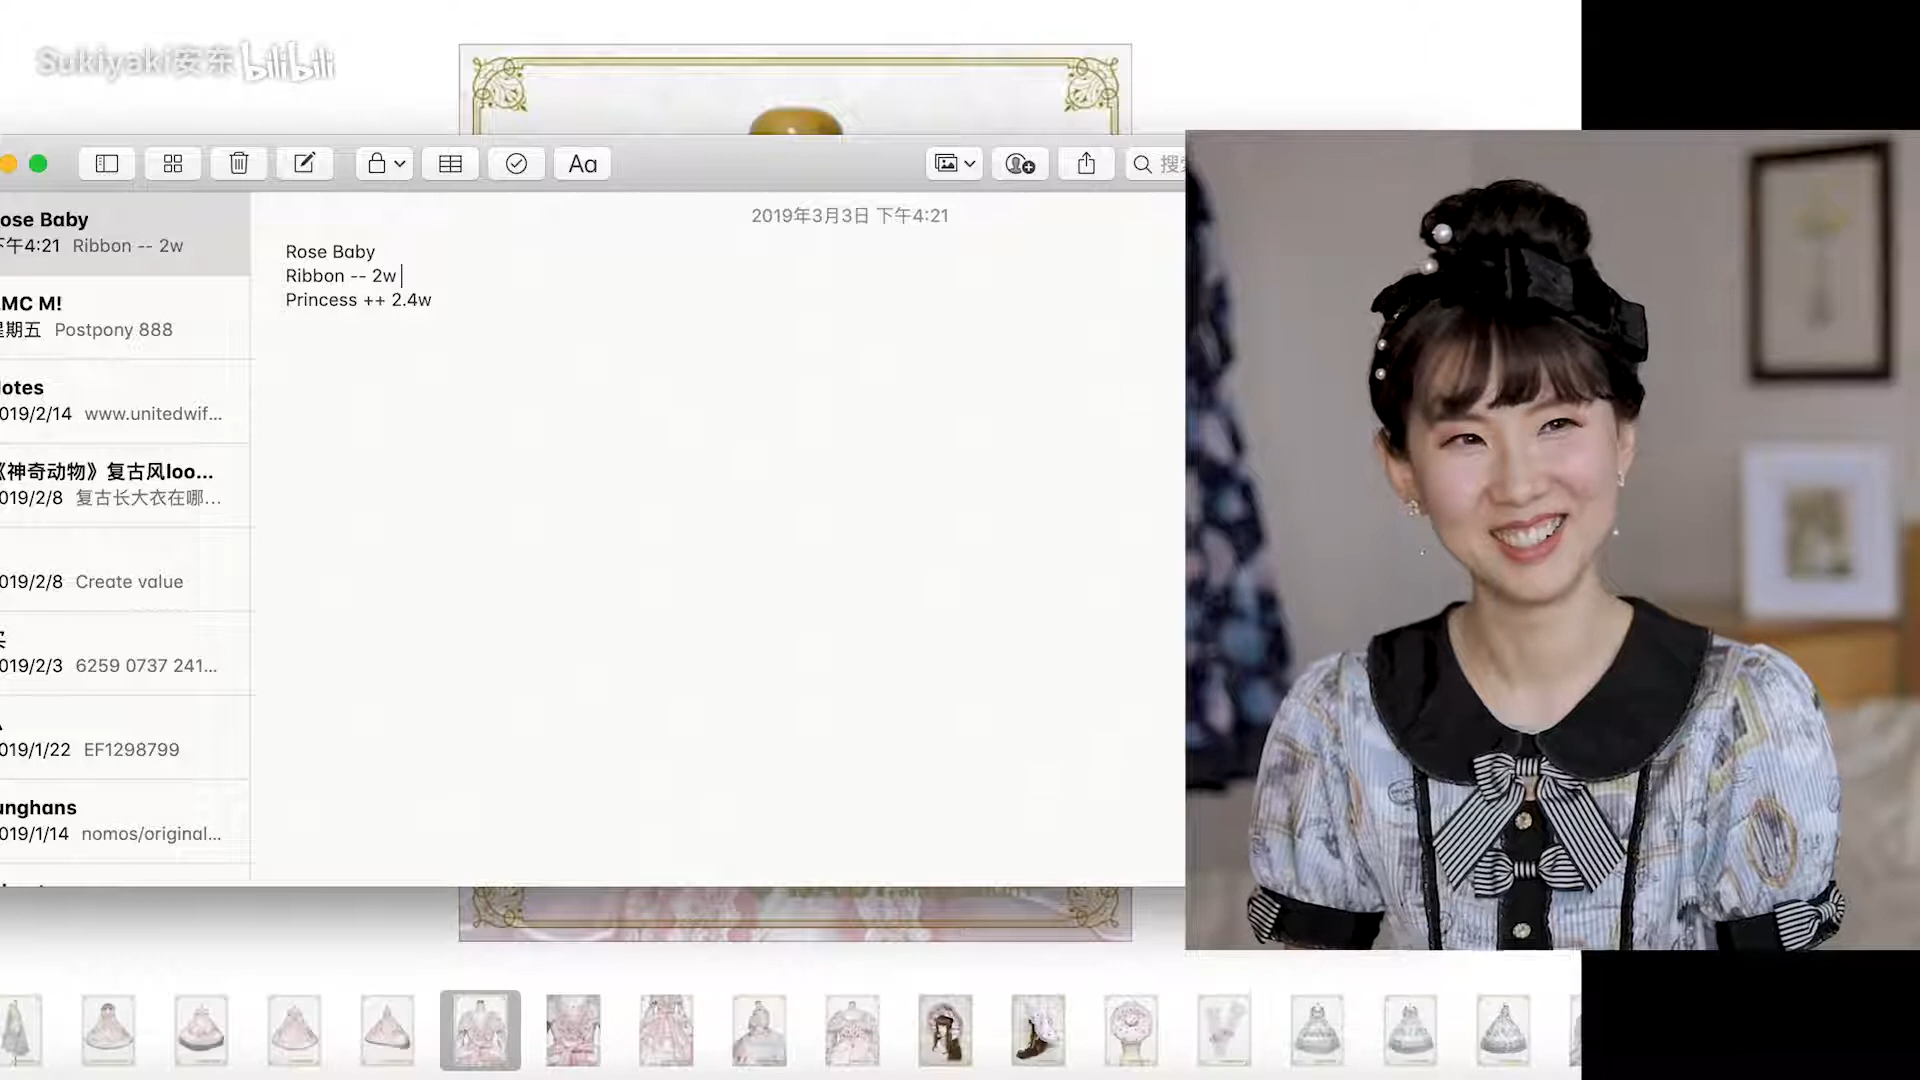 Sukiyaki安东 bilibili
Aa
搜
ose Baby
下午4:21 Ribbon -- 2w
MC M!
星期五 Postpony 888
otes
019/2/14 www.unitedwif...
《神奇动物》复古风loo...
019/2/8 复古长大衣在哪...
019/2/8 Create value
019/2/3 6259 0737 241...
019/1/22 EF1298799
unghans
019/1/14 nomos/original...
2019年3月3日 下午4:21
Rose Baby
Ribbon -- 2w
Princess ++ 2.4w